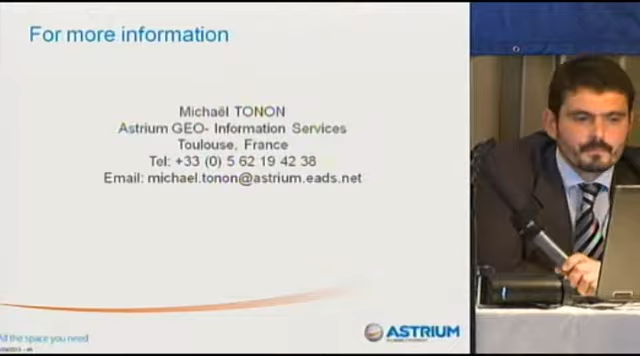 For more information
Michaël TONON
Astrium GEO- Information Services
Toulouse, France
Tel: +33 (0) 5 62 19 42 38
Email: michael.tonon@astrium.eads.net
All the space you need
ASTRIUM